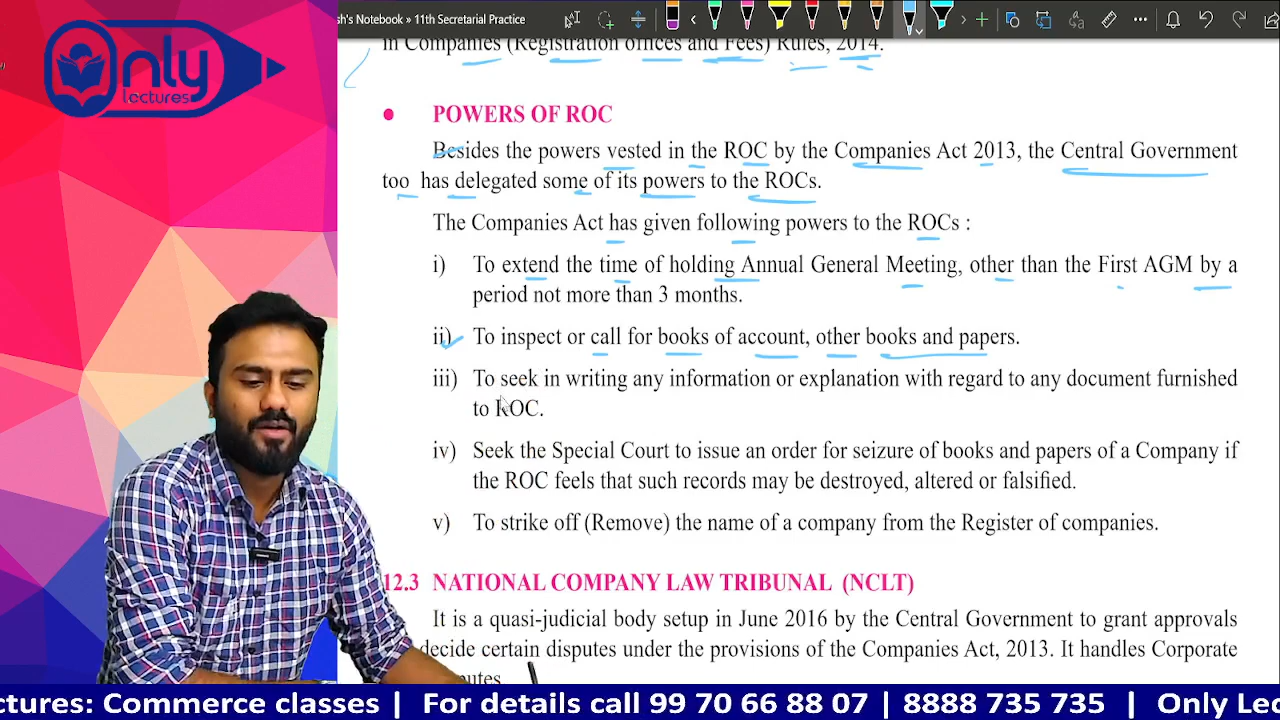 sh's Notebook » 11th Secretarial Practice
Only
lectures
in Companies (Registration offices and Fees) Rules, 2014.
• POWERS OF ROC
Besides the powers vested in the ROC by the Companies Act 2013, the Central Government
too has delegated some of its powers to the ROCs.
The Companies Act has given following powers to the ROCs :
i) To extend the time of holding Annual General Meeting, other than the First AGM by a
period not more than 3 months.
ii) To inspect or call for books of account, other books and papers.
iii) To seek in writing any information or explanation with regard to any document furnished
to ROC.
iv) Seek the Special Court to issue an order for seizure of books and papers of a Company if
the ROC feels that such records may be destroyed, altered or falsified.
v) To strike off (Remove) the name of a company from the Register of companies.
12.3 NATIONAL COMPANY LAW TRIBUNAL (NCLT)
It is a quasi-judicial body setup in June 2016 by the Central Government to grant approvals
decide certain disputes under the provisions of the Companies Act, 2013. It handles Corporate
putes.
ctures: Commerce classes | For details call 99 70 66 88 07 | 8888 735 735 | Only Lec